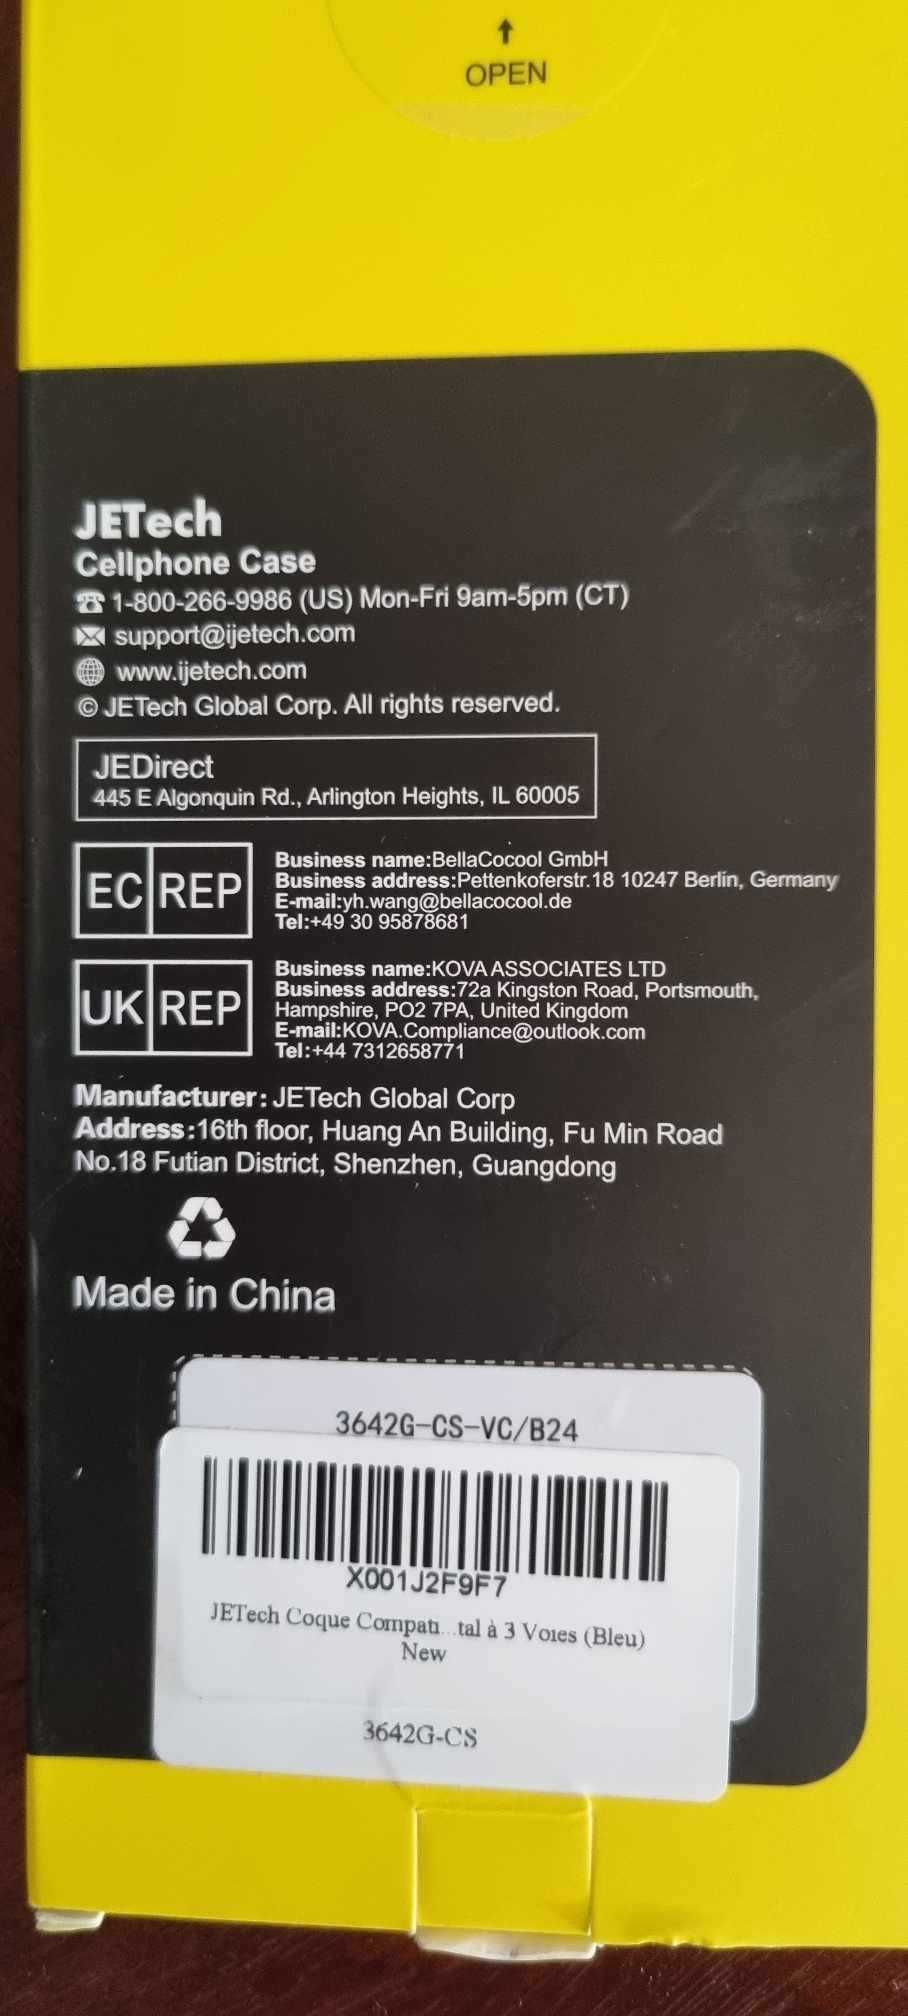 OPEN
JETech
Cellphone Case
1-800-266-9986 (US) Mon-Fri 9am-5pm (CT)
support@ijetech.com
www.ijetech.com
© JETech Global Corp. All rights reserved.
JEDirect
445 E Algonquin Rd., Arlington Heights, IL 60005
EC REP
Business name:BellaCocool GmbH
Business address:Pettenkoferstr.18 10247 Berlin, Germany
E-mail:yh.wang@bellacocool.de
Tel:+49 30 95878681
UK REP
Business name:KOVA ASSOCIATES LTD
Business address:72a Kingston Road, Portsmouth,
Hampshire, PO2 7PA, United Kingdom
E-mail:KOVA.Compliance@outlook.com
Tel:+44 7312658771
Manufacturer: JETech Global Corp
Address:16th floor, Huang An Building, Fu Min Road
No.18 Futian District, Shenzhen, Guangdong
Made in China
3642G-CS-VC/B24
X001J2F9F7
JETech Coque Compati...tal à 3 Voies (Bleu)
New
3642G-CS